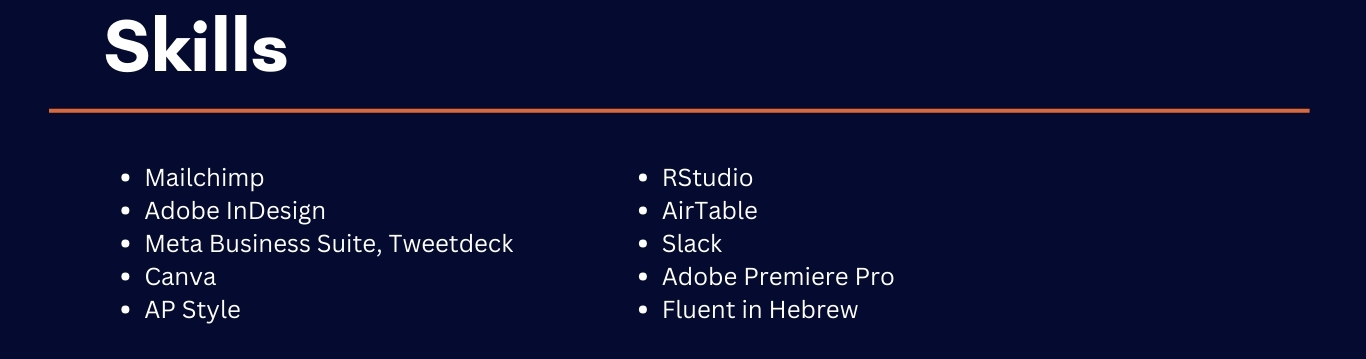 Skills
• Mailchimp
• Adobe InDesign
• Meta Business Suite, Tweetdeck
• Canva
• AP Style
• RStudio
• AirTable
• Slack
• Adobe Premiere Pro
• Fluent in Hebrew